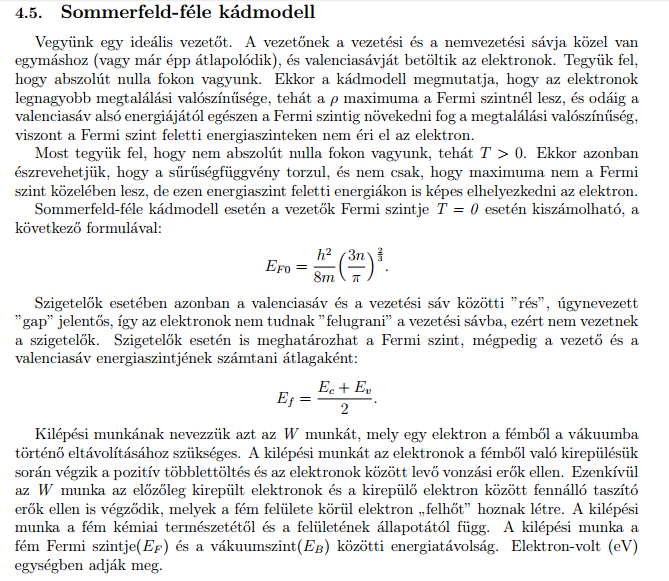 4.5. Sommerfeld-féle kádmodell
Vegyünk egy ideális vezetőt. A vezetőnek a vezetési és a nemvezetési sávja közel van
egymáshoz (vagy már épp átlapolódik), és valenciasávját betöltik az elektronok. Tegyük fel,
hogy abszolút nulla fokon vagyunk. Ekkor a kádmodell megmutatja, hogy az elektronok
legnagyobb megtalálási valószínűsége, tehát a ρ maximuma a Fermi szintnél lesz, és odáig a
valenciasáv alsó energiájától egészen a Fermi szintig növekedni fog a megtalálási valószínűség,
viszont a Fermi szint feletti energiaszinteken nem éri el az elektron.
Most tegyük fel, hogy nem abszolút nulla fokon vagyunk, tehát T > 0. Ekkor azonban
észrevehetjük, hogy a sűrűségfüggvény torzul, és nem csak, hogy maximuma nem a Fermi
szint közelében lesz, de ezen energiaszint feletti energiákon is képes elhelyezkedni az elektron.
Sommerfeld-féle kádmodell esetén a vezetők Fermi szintje T = 0 esetén kiszámolható, a
következő formulával:
E_{F0} = \frac{h^2}{8m} \left( \frac{3n}{\pi} \right)^{\frac{2}{3}}.
Szigetelők esetében azonban a valenciasáv és a vezetési sáv közötti ”rés”, úgynevezett
”gap” jelentős, így az elektronok nem tudnak ”felugrani” a vezetési sávba, ezért nem vezetnek
a szigetelők. Szigetelők esetén is meghatározhat a Fermi szint, mégpedig a vezető és a
valenciasáv energiaszintjének számtani átlagaként:
E_f = \frac{E_c + E_v}{2}.
Kilépési munkának nevezzük azt az W munkát, mely egy elektron a fémből a vákuumba
történő eltávolításához szükséges. A kilépési munkát az elektronok a fémből való kirepülésük
során végzik a pozitív többlettöltés és az elektronok között levő vonzási erők ellen. Ezenkívül
az W munka az előzőleg kirepült elektronok és a kirepülő elektron között fennálló taszító
erők ellen is végződik, melyek a fém felülete körül elektron „felhőt” hoznak létre. A kilépési
munka a fém kémiai természetétől és a felületének állapotától függ. A kilépési munka a
fém Fermi szintje(E_F) és a vákuumszint(E_B) közötti energiatávolság. Elektron-volt (eV)
egységben adják meg.